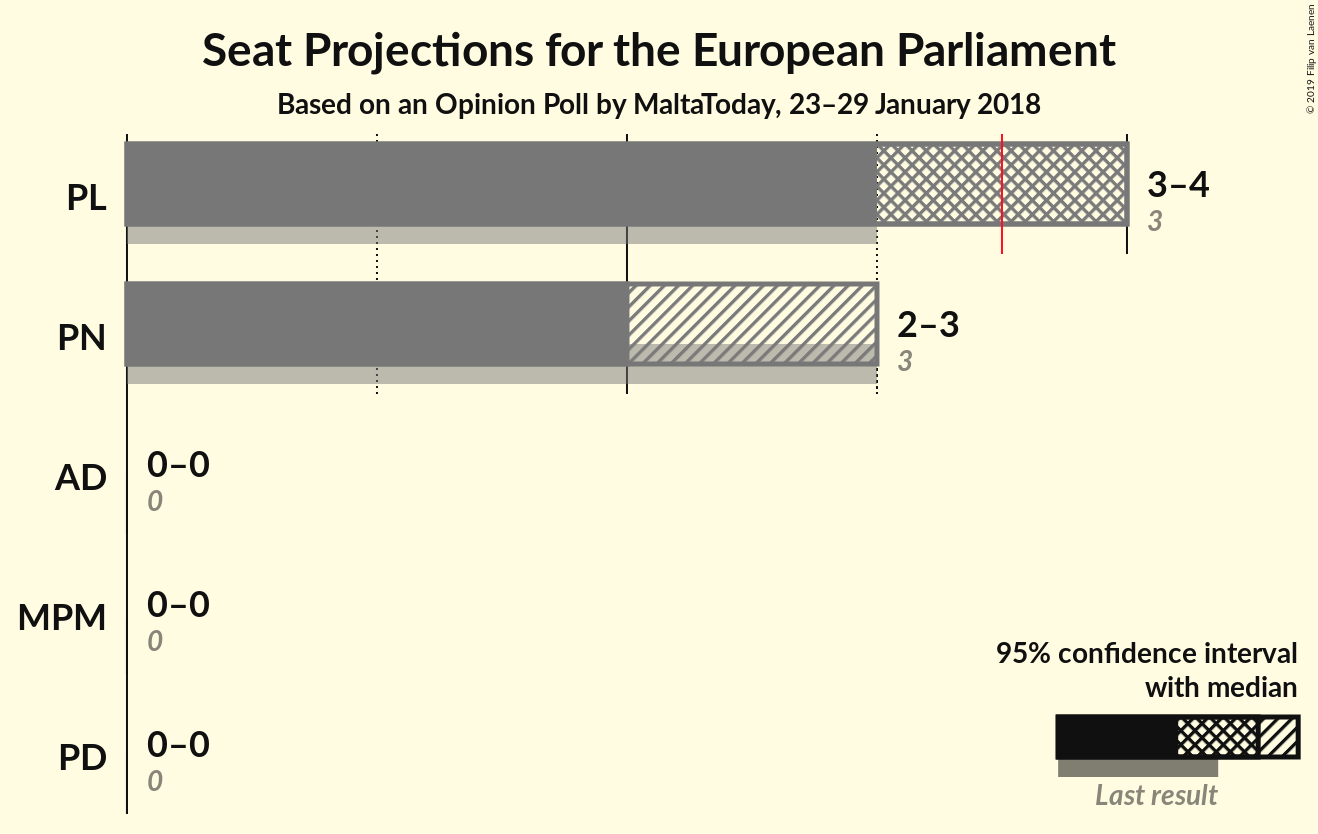 Seat Projections for the European Parliament
Based on an Opinion Poll by MaltaToday, 23–29 January 2018
© 2019 Filip van Laenen
PL
3–4
3
PN
2–3
3
AD
0–0
0
MPM
0–0
0
PD
0–0
0
95% confidence interval
with median
Last result